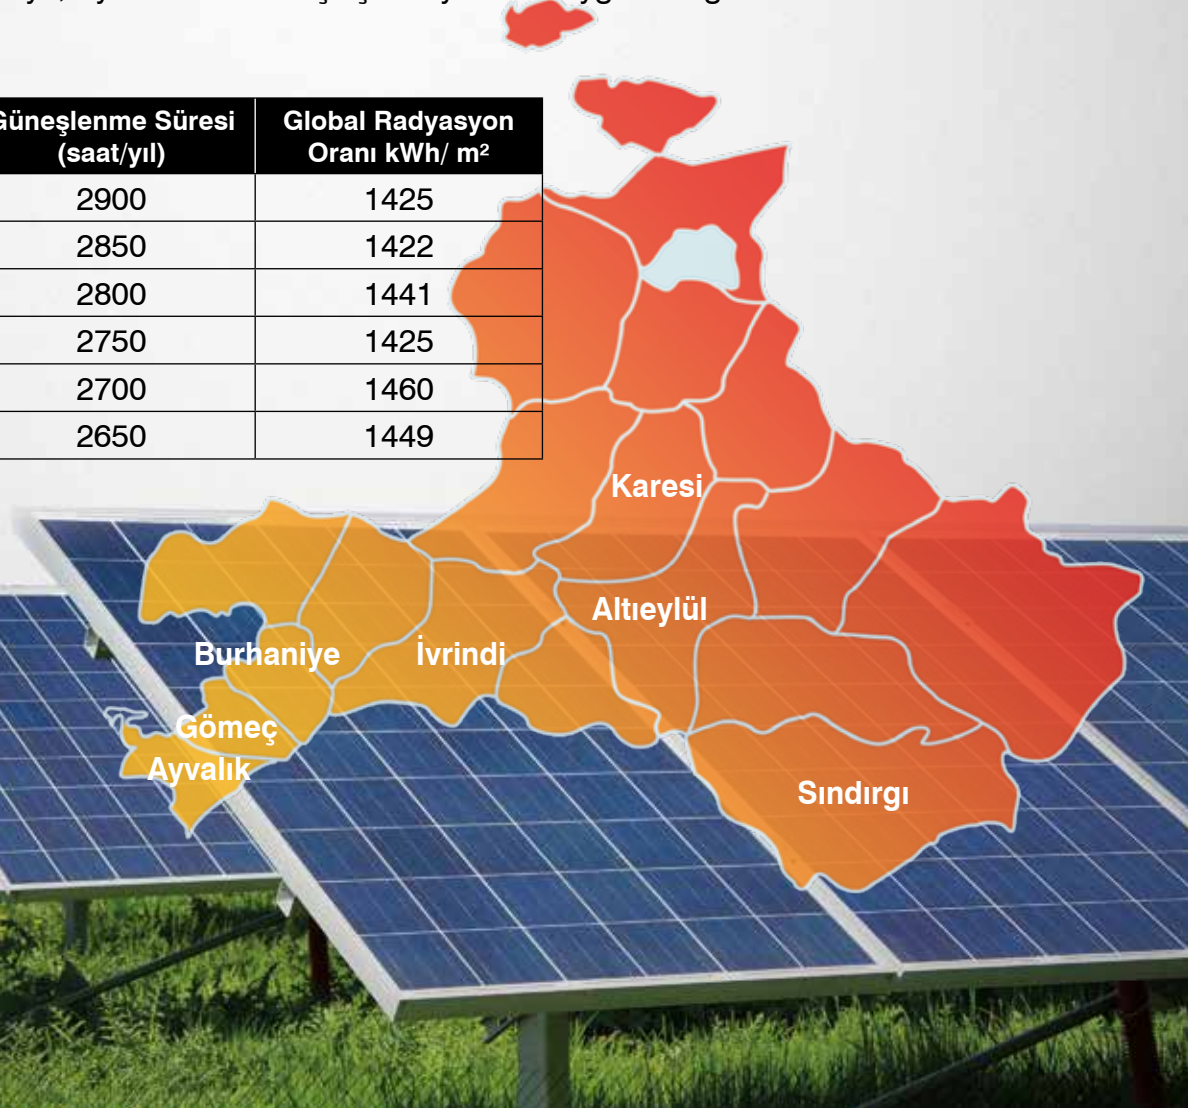 Güneşlenme Süresi Global Radyasyon
(saat/yıl) Oranı kWh/ m²
2900 1425
2850 1422
2800 1441
2750 1425
2700 1460
2650 1449
Karesi
Altıeylül
Burhaniye İvrindi
Gömeç
Ayvalık
Sındırgı